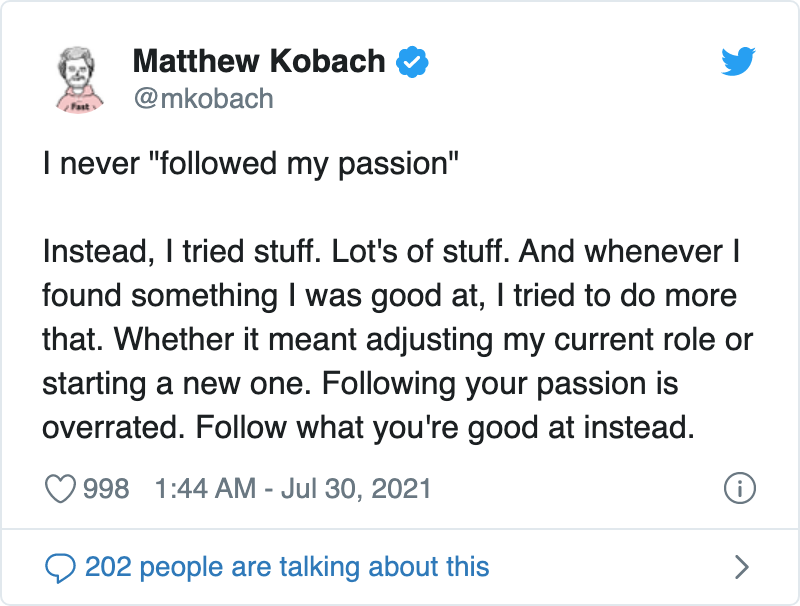 Matthew Kobach
@mkobach
Fast
I never "followed my passion"
Instead, I tried stuff. Lot's of stuff. And whenever I
found something I was good at, I tried to do more
that. Whether it meant adjusting my current role or
starting a new one. Following your passion is
overrated. Follow what you're good at instead.
998 1:44 AM - Jul 30, 2021
202 people are talking about this